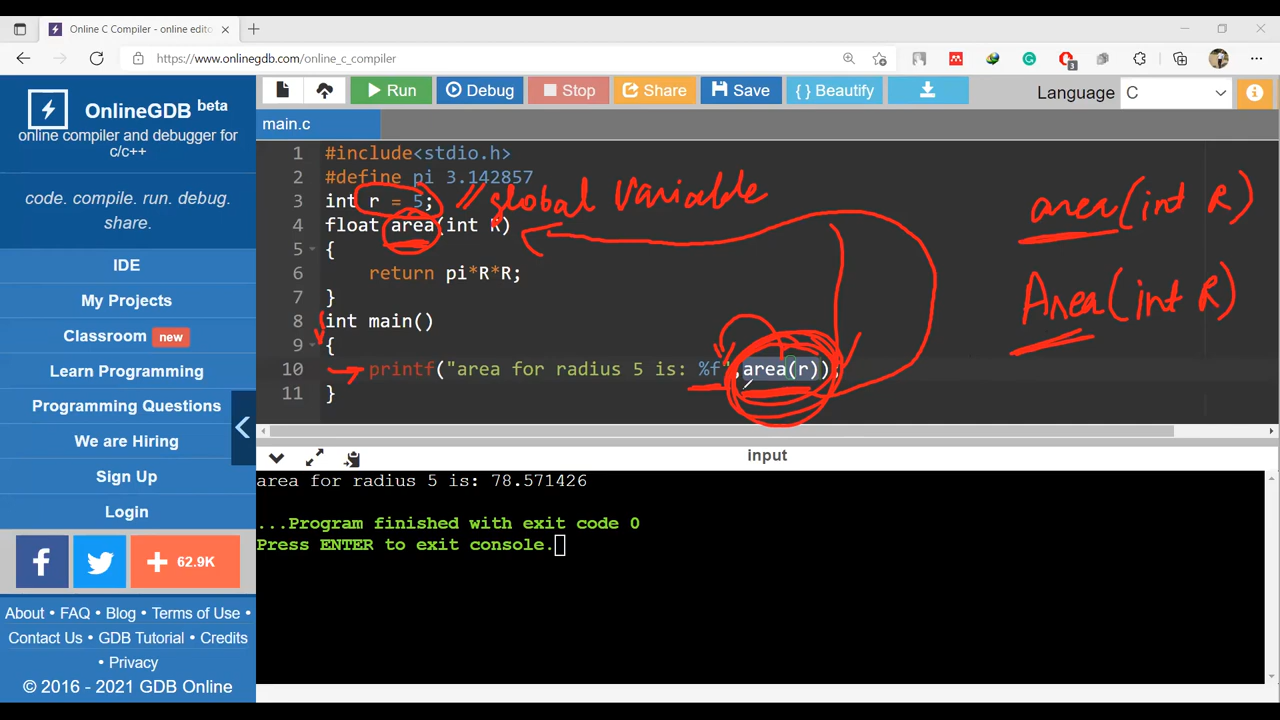 Online C Compiler - online edito
https://www.onlinegdb.com/online_c_compiler
3
OnlineGDB beta
online compiler and debugger for
c/c++
code. compile. run. debug.
share.
IDE
My Projects
Classroom new
Learn Programming
Programming Questions
We are Hiring
Sign Up
Login
f + 62.9K
About • FAQ • Blog • Terms of Use •
Contact Us • GDB Tutorial • Credits
• Privacy
© 2016 - 2021 GDB Online
Run Debug Stop Share Save { } Beautify Language C
main.c
1 #include<stdio.h>
2 #define pi 3.142857
3 int r = 5; // global Variable
4 float area(int R)
5 {
6 return pi*R*R;
7 }
8 int main()
9 {
10 printf("area for radius 5 is: %f",area(r));
11 }
area(int R)
Area(int R)
input
area for radius 5 is: 78.571426
...Program finished with exit code 0
Press ENTER to exit console.